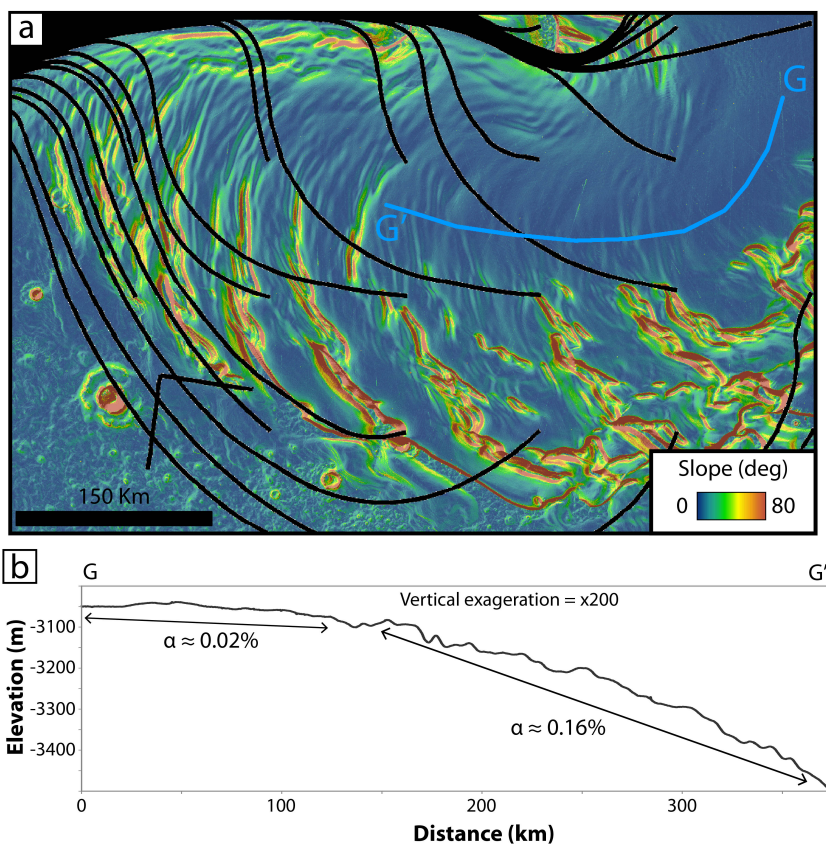 a
G
G'
150 Km
Slope (deg)
0 80
b
G G'
Vertical exageration = x200
α ≈ 0.02%
α ≈ 0.16%
Elevation (m)
-3100
-3200
-3300
-3400
0 100 200 300
Distance (km)